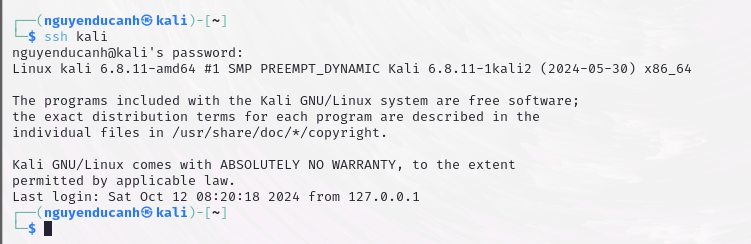 ┌──(nguyenducanh㉿kali)-[~]
└─$ ssh kali
nguyenducanh@kali's password:
Linux kali 6.8.11-amd64 #1 SMP PREEMPT_DYNAMIC Kali 6.8.11-1kali2 (2024-05-30) x86_64

The programs included with the Kali GNU/Linux system are free software;
the exact distribution terms for each program are described in the
individual files in /usr/share/doc/*/copyright.

Kali GNU/Linux comes with ABSOLUTELY NO WARRANTY, to the extent
permitted by applicable law.
Last login: Sat Oct 12 08:20:18 2024 from 127.0.0.1
┌──(nguyenducanh㉿kali)-[~]
└─$